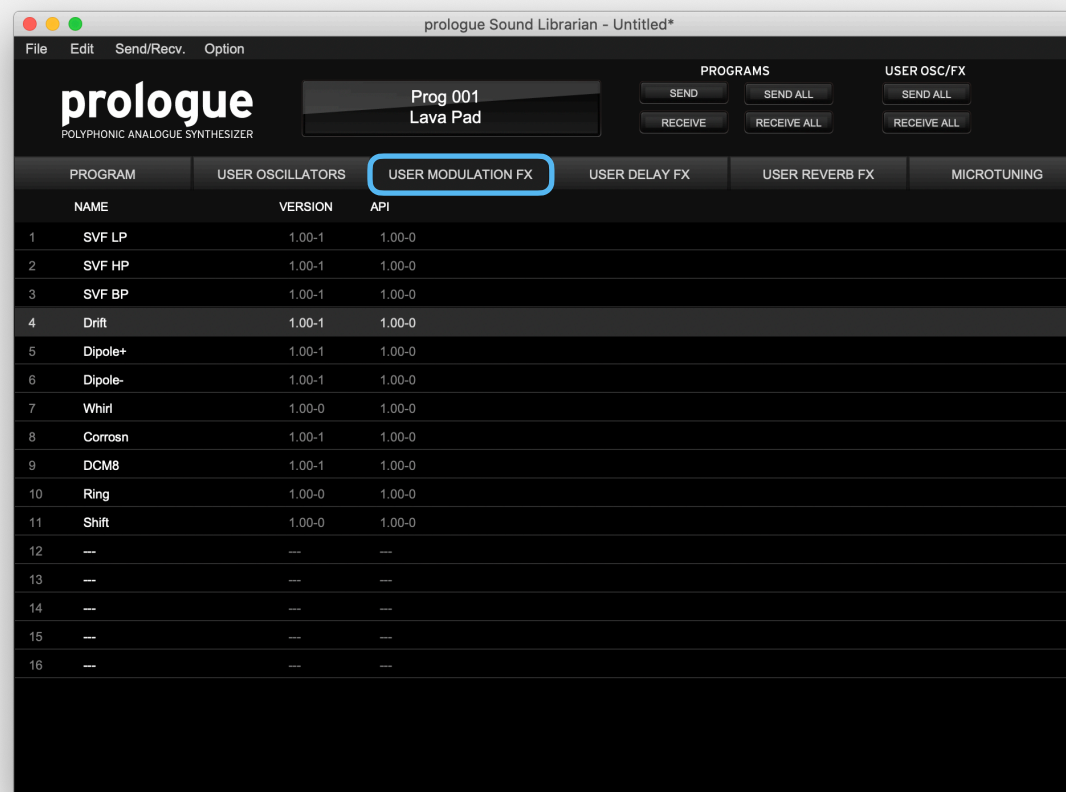 prologue Sound Librarian - Untitled*
File Edit Send/Recv. Option
PROGRAMS USER OSC/FX
prologue
POLYPHONIC ANALOGUE SYNTHESIZER
Prog 001
Lava Pad
SEND SEND ALL SEND ALL
RECEIVE RECEIVE ALL RECEIVE ALL
PROGRAM USER OSCILLATORS USER MODULATION FX USER DELAY FX USER REVERB FX MICROTUNING
NAME VERSION API
1 SVF LP 1.00-1 1.00-0
2 SVF HP 1.00-1 1.00-0
3 SVF BP 1.00-1 1.00-0
4 Drift 1.00-1 1.00-0
5 Dipole+ 1.00-1 1.00-0
6 Dipole- 1.00-1 1.00-0
7 Whirl 1.00-0 1.00-0
8 Corrosn 1.00-1 1.00-0
9 DCM8 1.00-1 1.00-0
10 Ring 1.00-0 1.00-0
11 Shift 1.00-0 1.00-0
12 --- --- ---
13 --- --- ---
14 --- --- ---
15 --- --- ---
16 --- --- ---